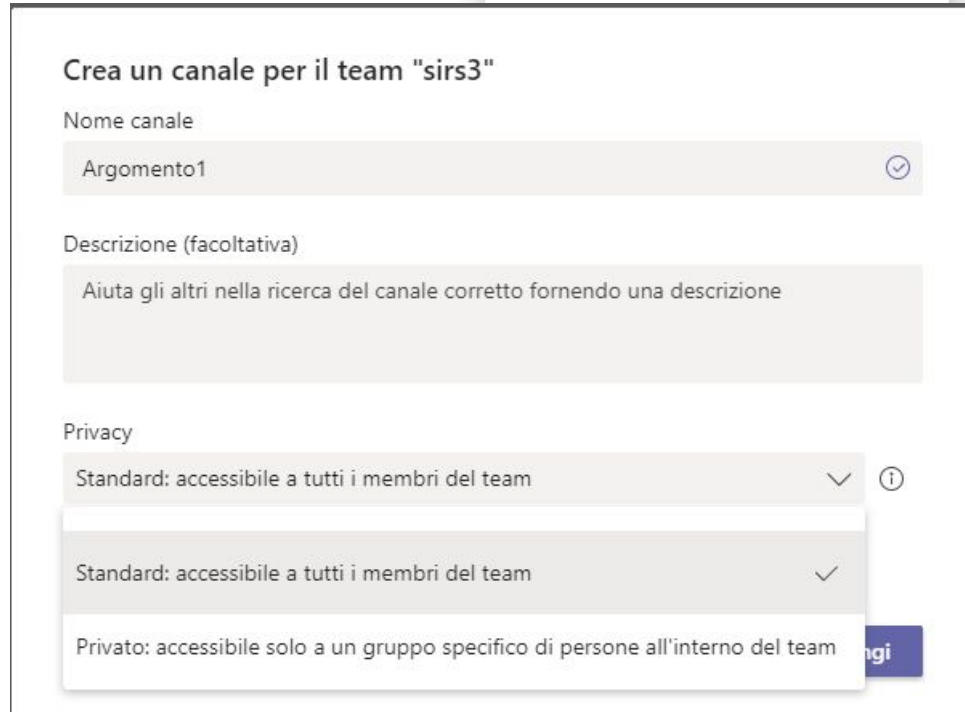 Crea un canale per il team "sirs3"
Nome canale
Argomento1
Descrizione (facoltativa)
Aiuta gli altri nella ricerca del canale corretto fornendo una descrizione
Privacy
Standard: accessibile a tutti i membri del team
Standard: accessibile a tutti i membri del team
Privato: accessibile solo a un gruppo specifico di persone all'interno del team